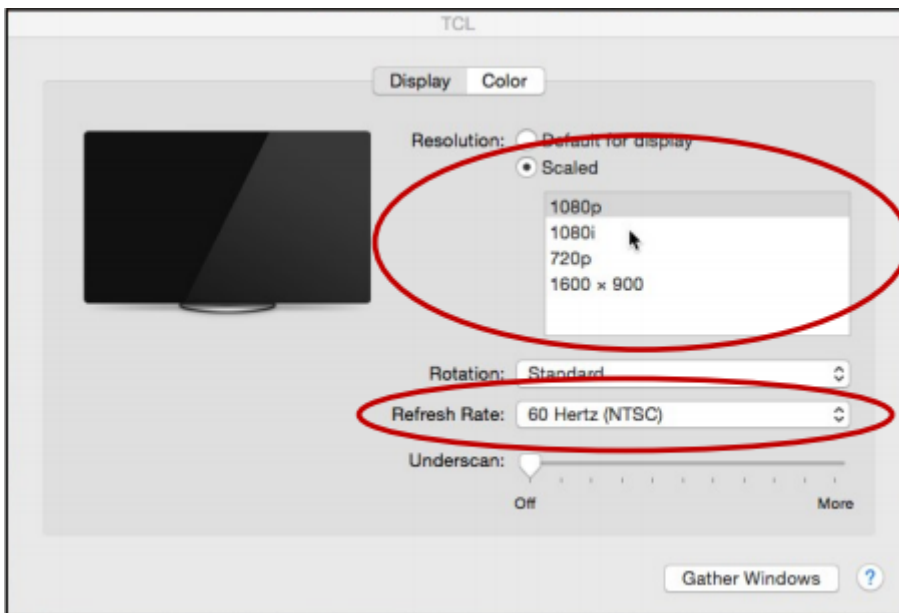 TCL
Display Color
Resolution: Default for display
Scaled
1080p
1080i
720p
1600 × 900
Rotation: Standard
Refresh Rate: 60 Hertz (NTSC)
Underscan:
Off More
Gather Windows ?